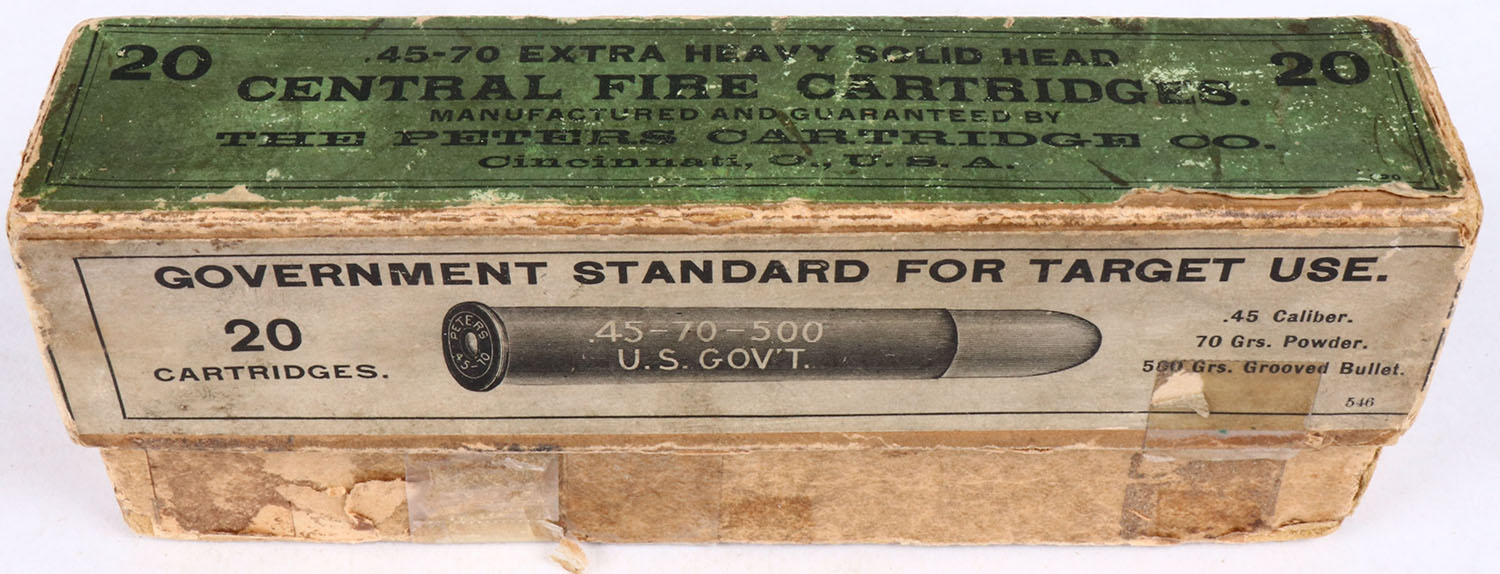 20 .45-70 EXTRA HEAVY SOLID HEAD 20
CENTRAL FIRE CARTRIDGES.
MANUFACTURED AND GUARANTEED BY
THE PETERS CARTRIDGE CO.
Cincinnati, O., U. S. A.
GOVERNMENT STANDARD FOR TARGET USE.
20
CARTRIDGES.
PETERS
.45-70
.45-70-500
U.S. GOV'T.
.45 Caliber.
70 Grs. Powder.
500 Grs. Grooved Bullet.
546